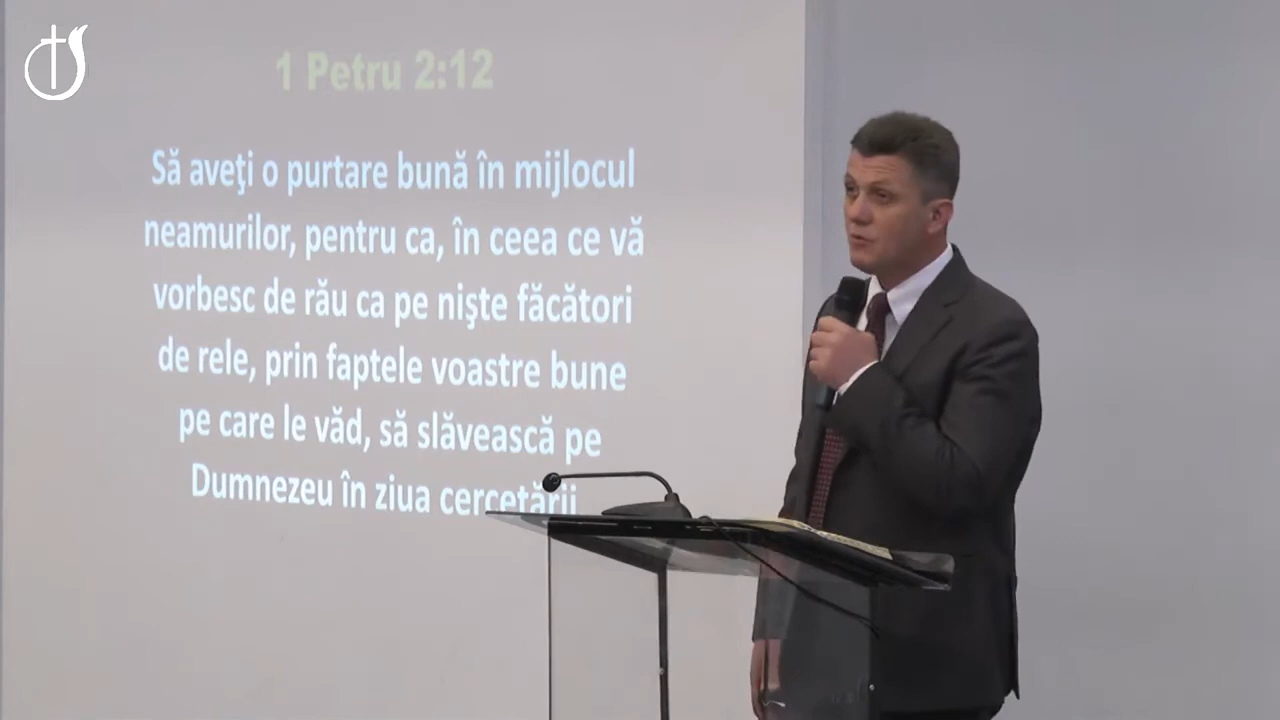 1 Petru 2:12
Să aveţi o purtare bună în mijlocul
neamurilor, pentru ca, în ceea ce vă
vorbesc de rău ca pe nişte făcători
de rele, prin faptele voastre bune
pe care le văd, să slăvească pe
Dumnezeu în ziua cercetării